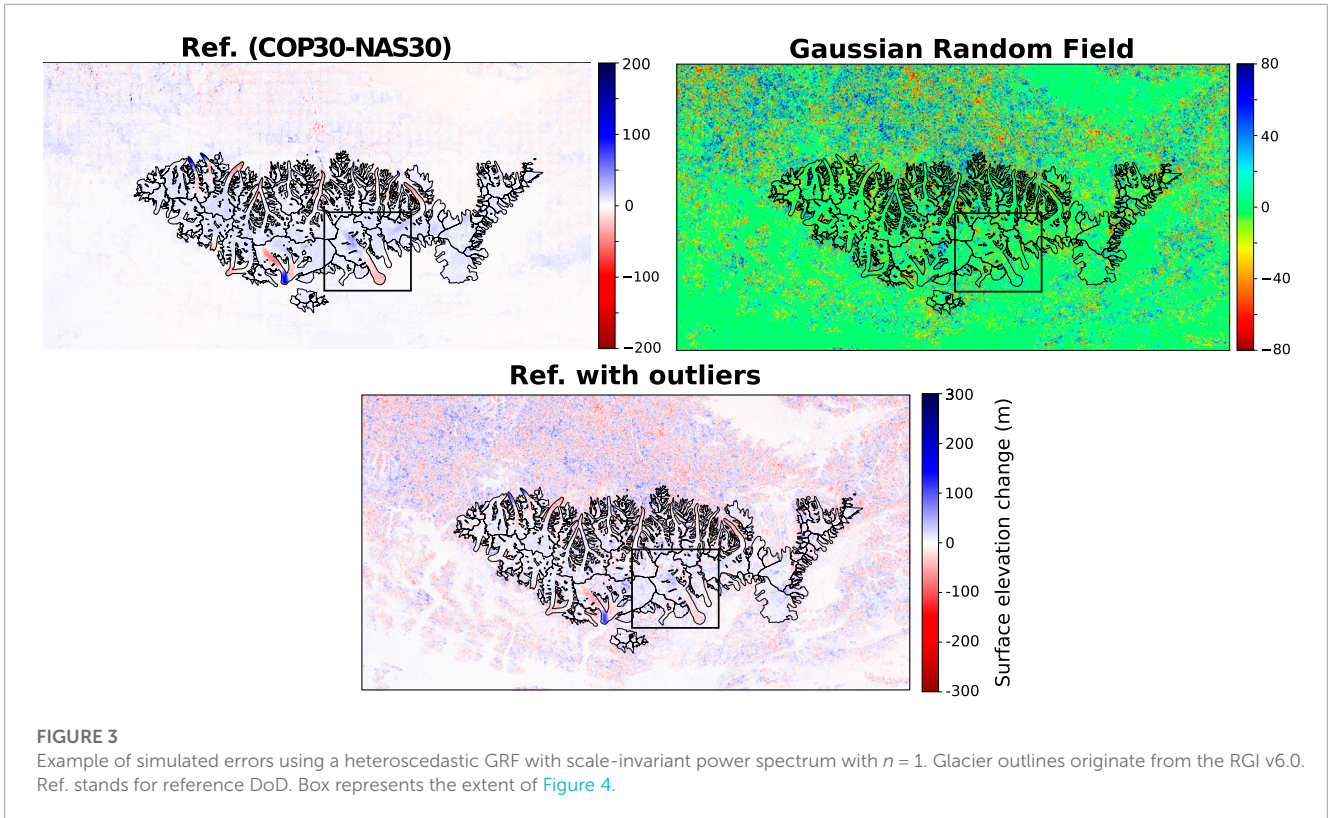 Ref. (COP30-NAS30)
200
100
0
−100
−200
Gaussian Random Field
80
40
20
0
−40
−60
−80
Ref. with outliers
300
200
100
0
-100
-200
-300
Surface elevation change (m)
FIGURE 3
Example of simulated errors using a heteroscedastic GRF with scale-invariant power spectrum with n = 1. Glacier outlines originate from the RGI v6.0.
Ref. stands for reference DoD. Box represents the extent of Figure 4.